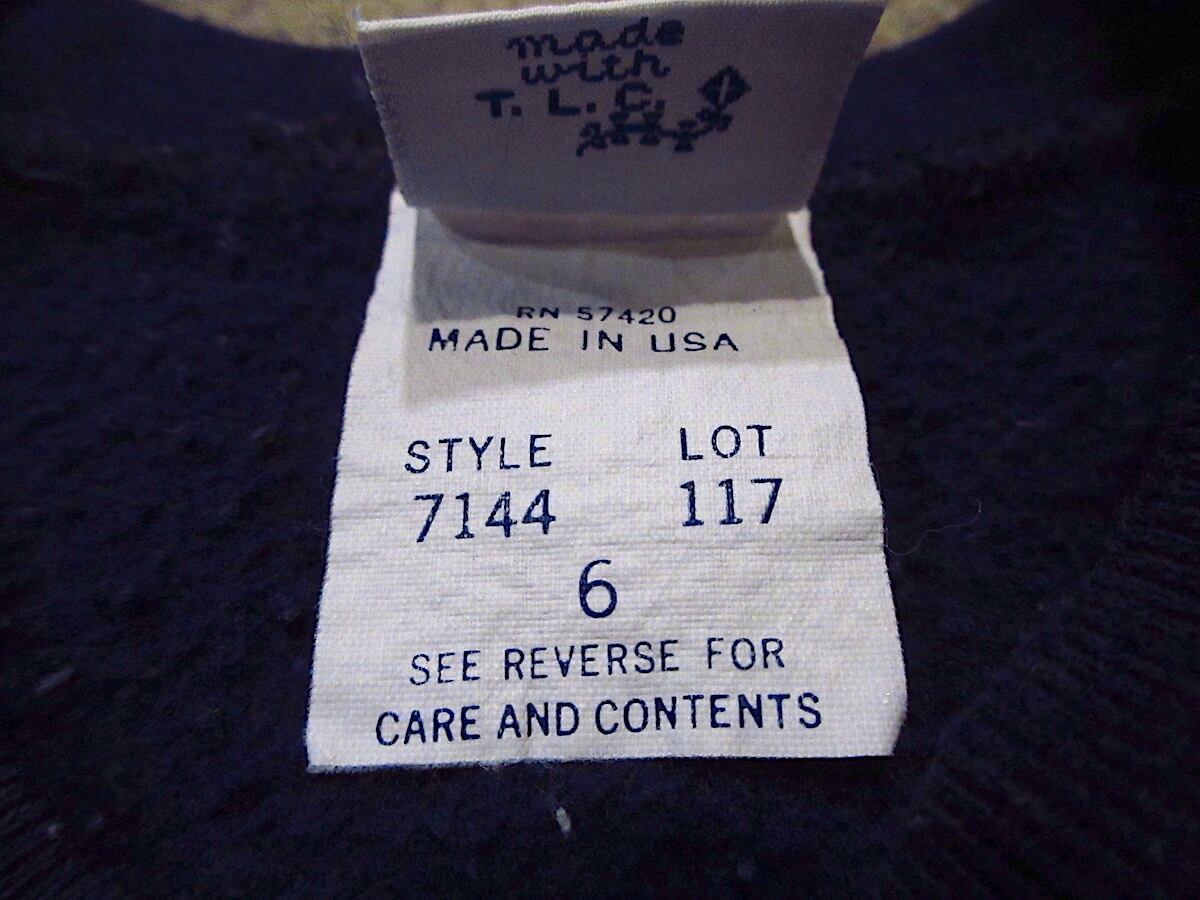 made
with
T. L. C.
RN 57420
MADE IN USA
STYLE LOT
7144 117
6
SEE REVERSE FOR
CARE AND CONTENTS